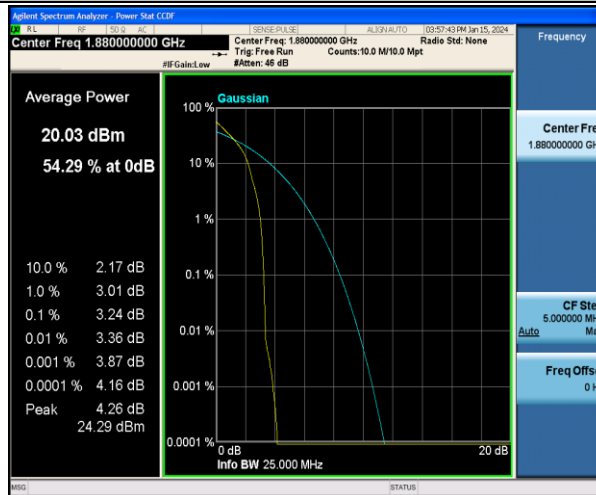 Agilent Spectrum Analyzer - Power Stat CCDF
RL RF 50 Ω AC SENSE:PULSE ALIGNAUTO 03:57:43 PM Jan 15, 2024
Center Freq 1.880000000 GHz
Center Freq: 1.880000000 GHz Radio Std: None
Trig: Free Run Counts:10.0 M/10.0 Mpt
#IFGain:Low #Atten: 46 dB
Frequency
Average Power
20.03 dBm
54.29 % at 0dB
10.0 % 2.17 dB
1.0 % 3.01 dB
0.1 % 3.24 dB
0.01 % 3.36 dB
0.001 % 3.87 dB
0.0001 % 4.16 dB
Peak 4.26 dB
24.29 dBm
Gaussian
100 %
10 %
1 %
0.1 %
0.01 %
0.001 %
0.0001 %
0 dB 20 dB
Info BW 25.000 MHz
Center Fre
1.880000000 GH
CF Ste
5.000000 MH
Auto Ma
Freq Offs
0 H
MSG STATUS